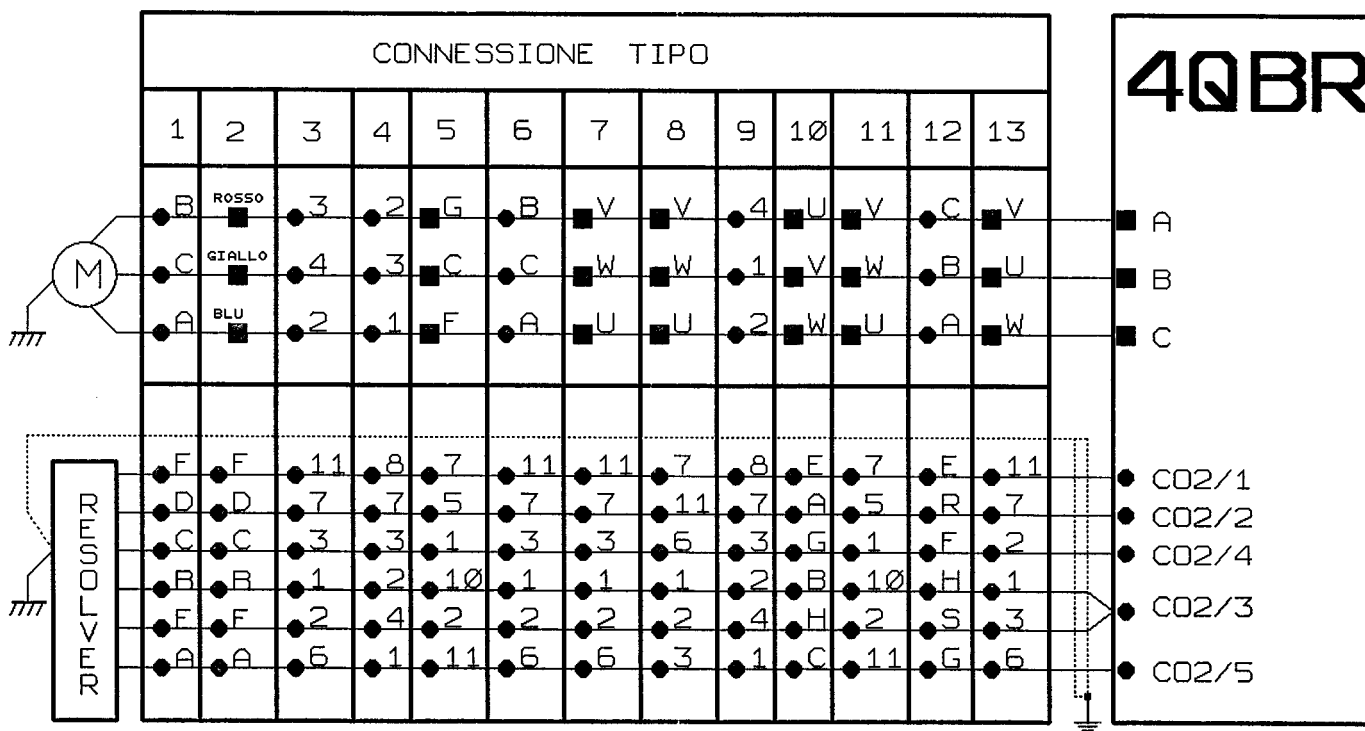 CONNESSIONE TIPO
4QBR
1 2 3 4 5 6 7 8 9 1Ø 11 12 13
B ROSSO 3 2 G B V V 4 U V C V A
M C GIALLO 4 3 C C W W 1 V W B U B
A BLU 2 1 F A U U 2 W U A W C
F F 11 8 7 11 11 7 8 E 7 E 11 CO2/1
D D 7 7 5 7 7 11 7 A 5 R 7 CO2/2
C C 3 3 1 3 3 6 3 G 1 F 2 CO2/4
B B 1 2 1Ø 1 1 1 2 B 1Ø H 1 CO2/3
F F 2 4 2 2 2 2 4 H 2 S 3
A A 6 1 11 6 6 3 1 C 11 G 6 CO2/5
RESOLVER